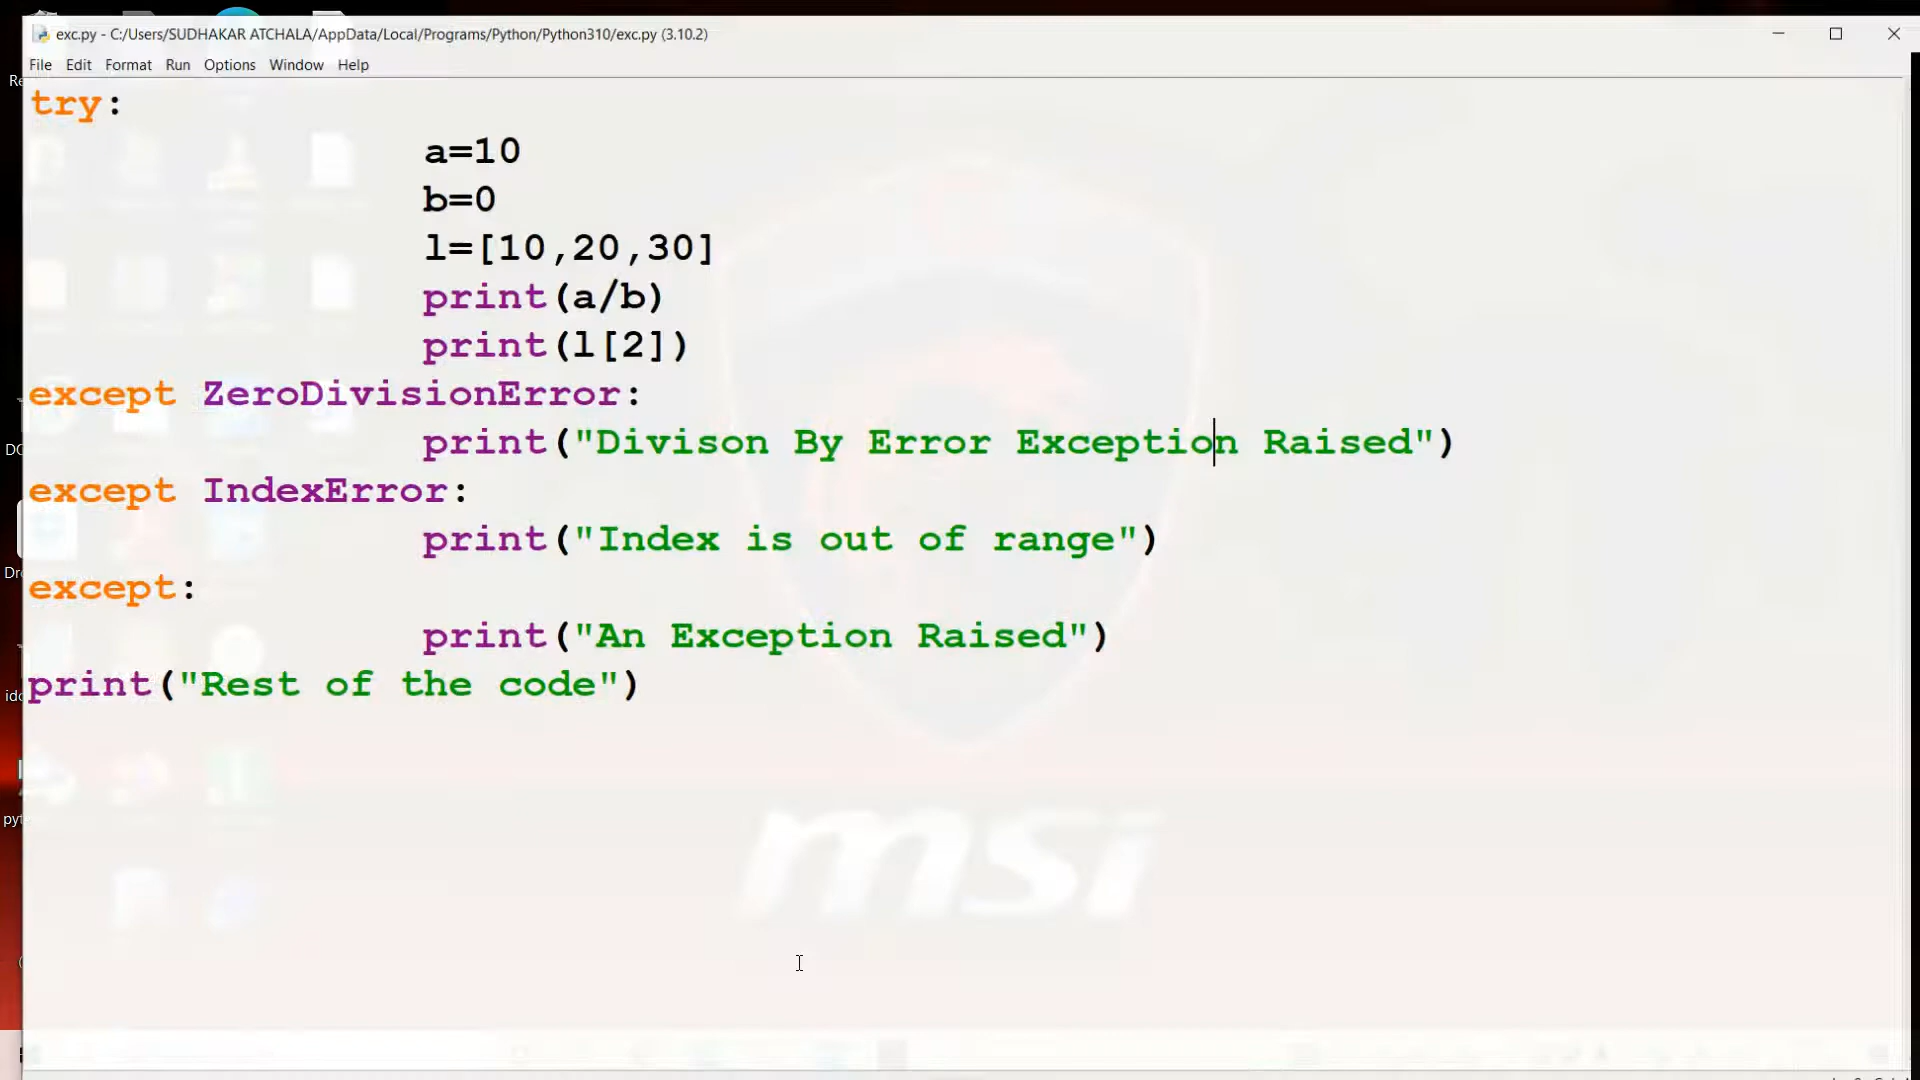 exc.py - C:/Users/SUDHAKAR ATCHALA/AppData/Local/Programs/Python/Python310/exc.py (3.10.2)
File Edit Format Run Options Window Help
try:
a=10
b=0
l=[10,20,30]
print(a/b)
print(l[2])
except ZeroDivisionError:
print("Divison By Error Exception Raised")
except IndexError:
print("Index is out of range")
except:
print("An Exception Raised")
print("Rest of the code")
msi